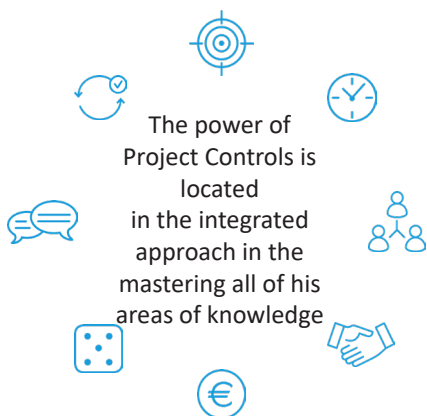 The power of
Project Controls is
located
in the integrated
approach in the
mastering all of his
areas of knowledge